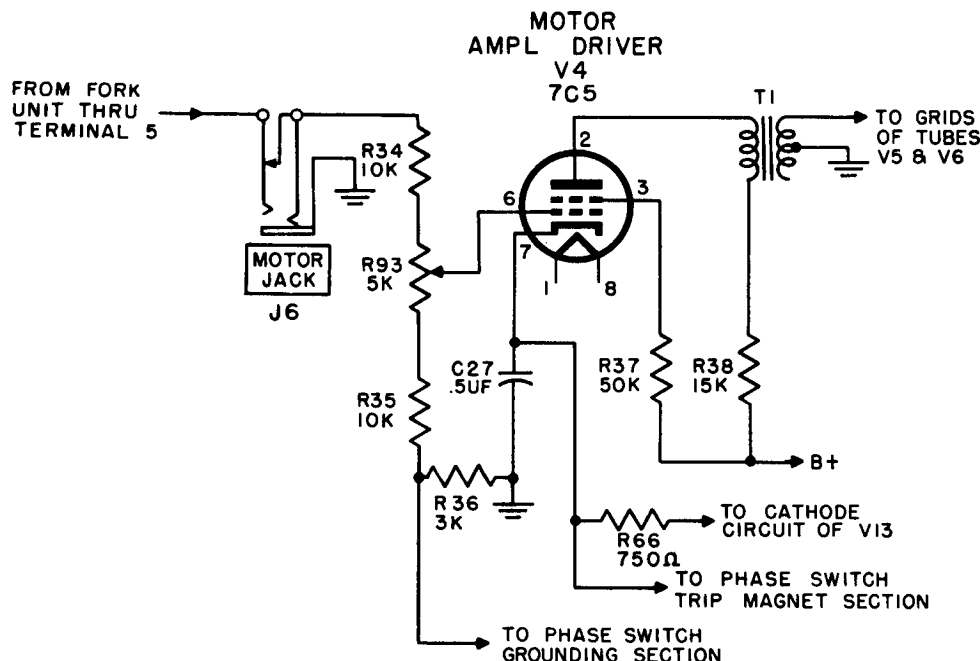 MOTOR
AMPL DRIVER
V4
7C5
FROM FORK
UNIT THRU
TERMINAL 5
T1
TO GRIDS
OF TUBES
V5 & V6
R34
10K
2
6
3
7
1
8
MOTOR
JACK
J6
R93
5K
C27
.5UF
R37
50K
R38
15K
R35
10K
B+
R36
3K
R66
750Ω
TO CATHODE
CIRCUIT OF V13
TO PHASE SWITCH
TRIP MAGNET SECTION
TO PHASE SWITCH
GROUNDING SECTION